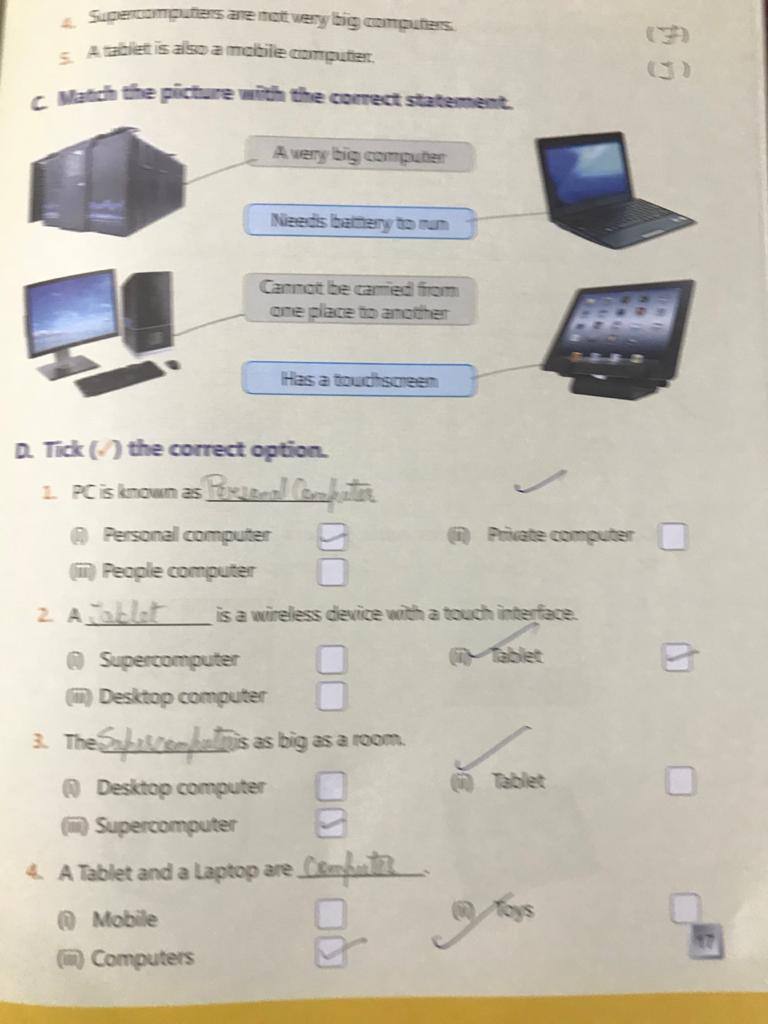 4. Supercomputers are not very big computers. (F)
5. A tablet is also a mobile computer. (T)
C. Match the picture with the correct statement.
A very big computer
Needs battery to run
Cannot be carried from
one place to another
Has a touchscreen
D. Tick (✓) the correct option.
1. PC is known as Personal Computer
(i) Personal computer ✓ (ii) Private computer
(iii) People computer
2. A Tablet is a wireless device with a touch interface.
(i) Supercomputer (ii) Tablet ✓
(iii) Desktop computer
3. The Supercomputer is as big as a room.
(i) Desktop computer (ii) Tablet
(iii) Supercomputer ✓
4. A Tablet and a Laptop are Computer.
(i) Mobile (ii) Toys
(iii) Computers ✓
17